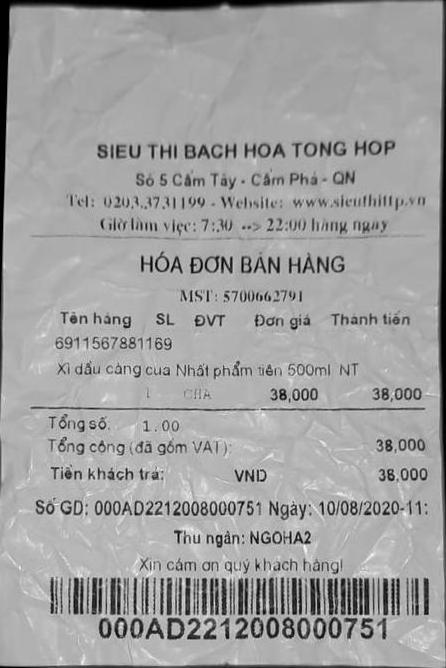 SIEU THI BACH HOA TONG HOP
Số 5 Cẩm Tây - Cẩm Phả - QN
Tel: 0203.3731199 - Website: www.sieuthittp.vn
Giờ làm việc: 7:30 --> 22:00 hàng ngày
HÓA ĐƠN BÁN HÀNG
MST: 5700662791
Tên hàng SL ĐVT Đơn giá Thành tiền
6911567881169
Xì dầu càng cua Nhất phẩm tiên 500ml NT
1 CHA 38,000 38,000
Tổng số: 1.00
Tổng cộng (đã gồm VAT): 38,000
Tiền khách trả: VND 38,000
Số GD: 000AD2212008000751 Ngày: 10/08/2020-11:
Thu ngân: NGOHA2
Xin cảm ơn quý khách hàng!
000AD2212008000751